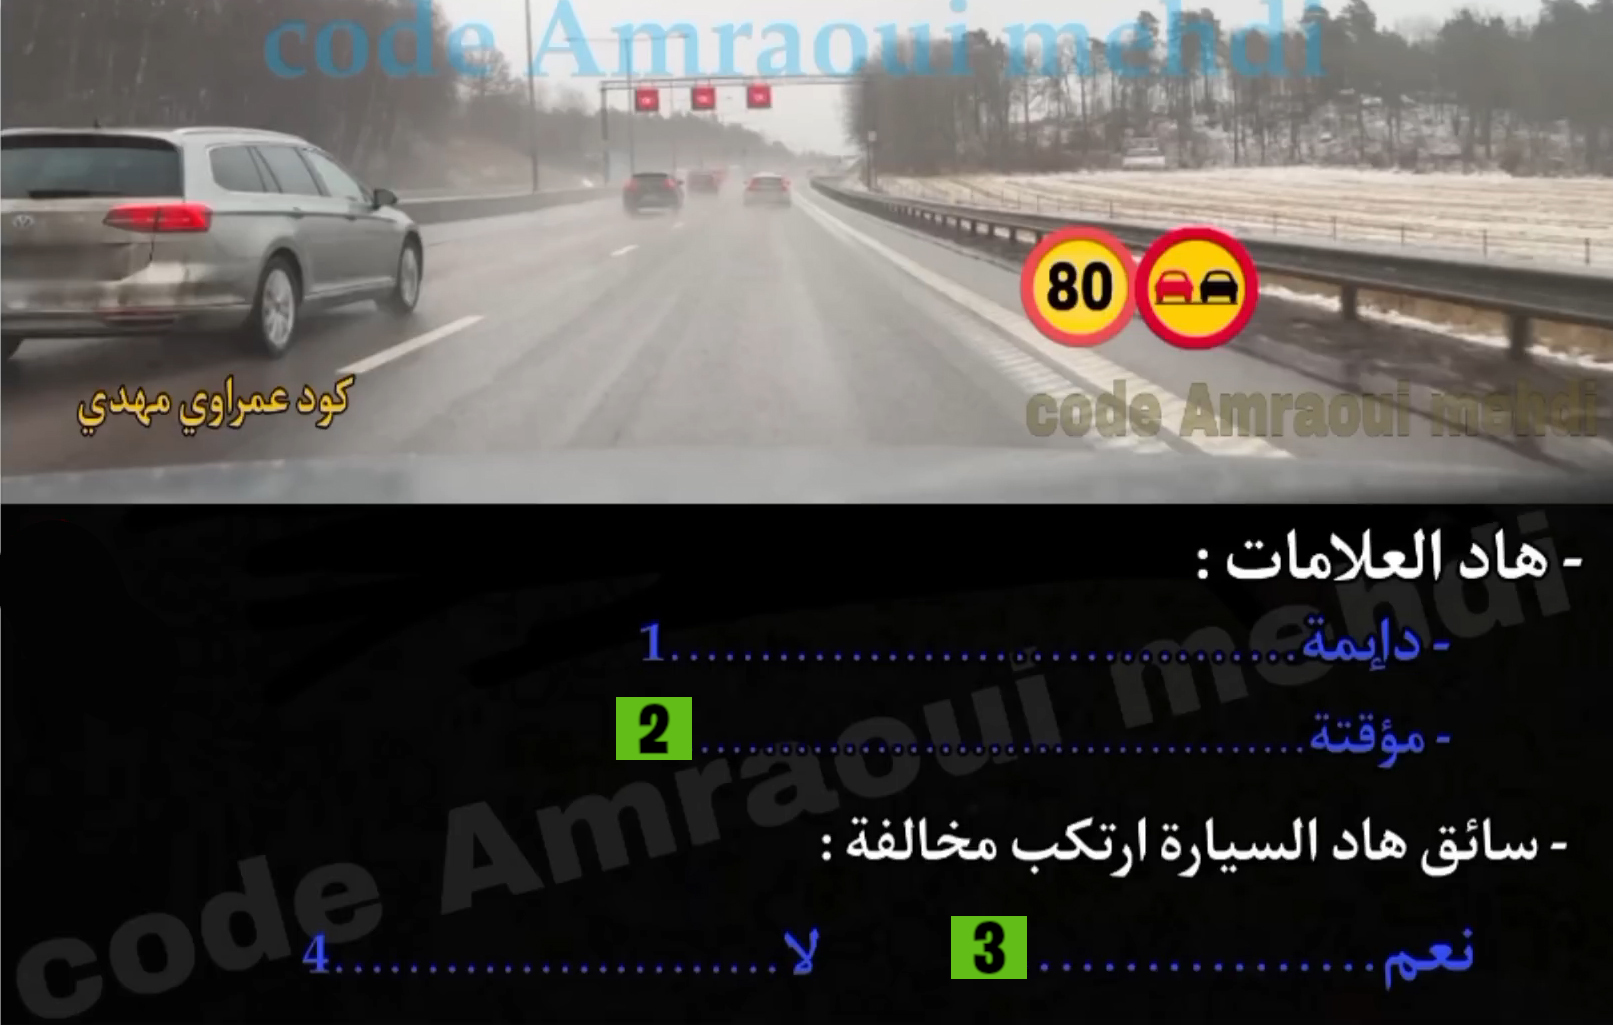 code Amraoui mehdi
80
كود عمراوي مهدي
code Amraoui mehdi
- هاد العلامات :
- دإيمة......................................1
- مؤقتة......................................2
- سائق هاد السيارة ارتكب مخالفة :
نعم................3 لا........................4
code Amraoui mehdi